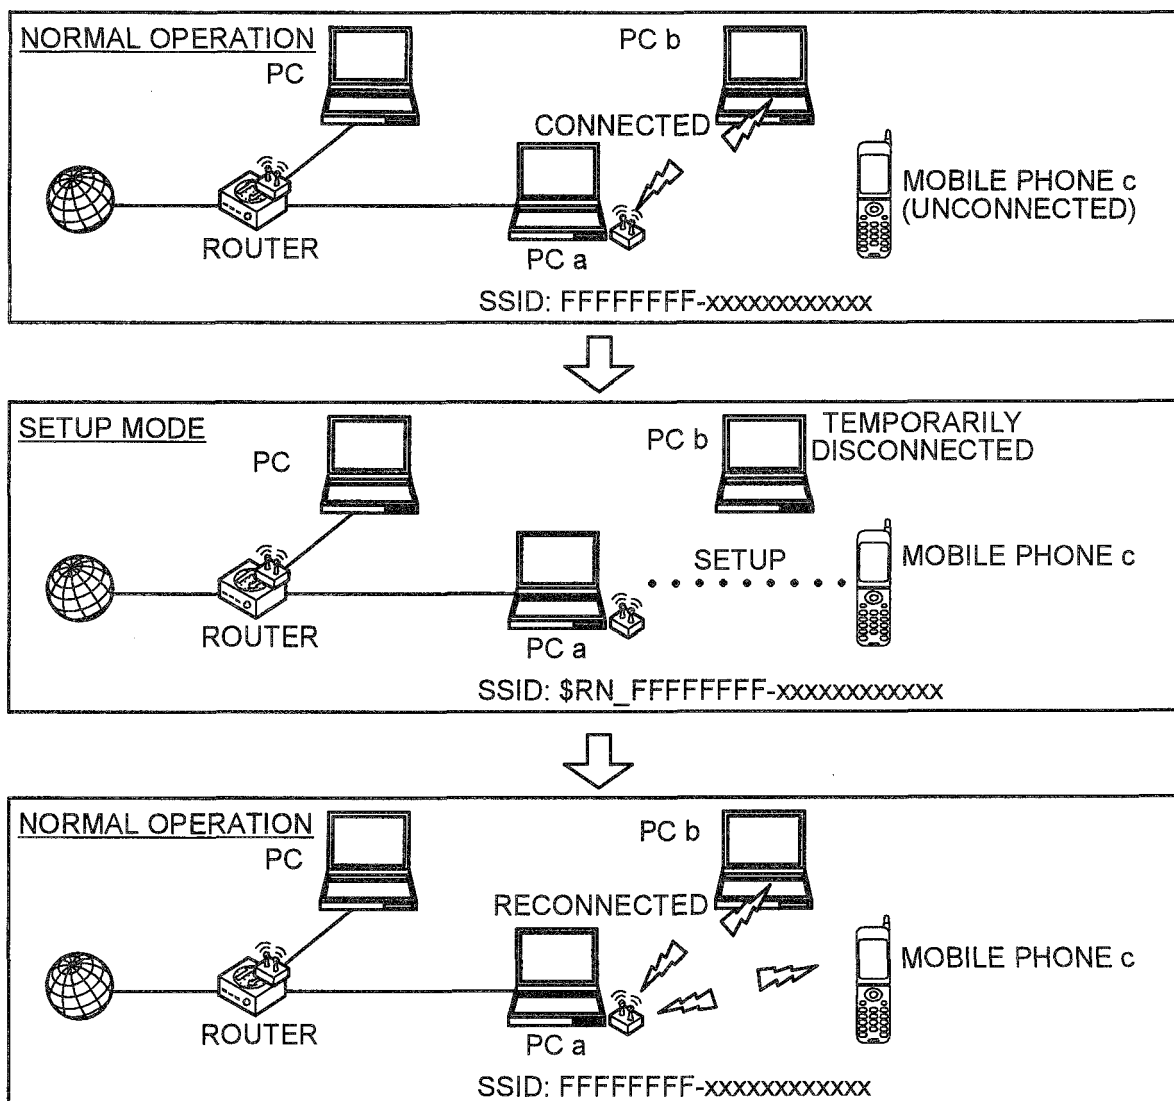 NORMAL OPERATION
PC
PC b
CONNECTED
MOBILE PHONE c
(UNCONNECTED)
ROUTER
PC a
SSID: FFFFFFFF-xxxxxxxxxxxx
SETUP MODE
PC
PC b
TEMPORARILY
DISCONNECTED
SETUP
MOBILE PHONE c
ROUTER
PC a
SSID: $RN_FFFFFFFF-xxxxxxxxxxxx
NORMAL OPERATION
PC
PC b
RECONNECTED
MOBILE PHONE c
ROUTER
PC a
SSID: FFFFFFFF-xxxxxxxxxxxx